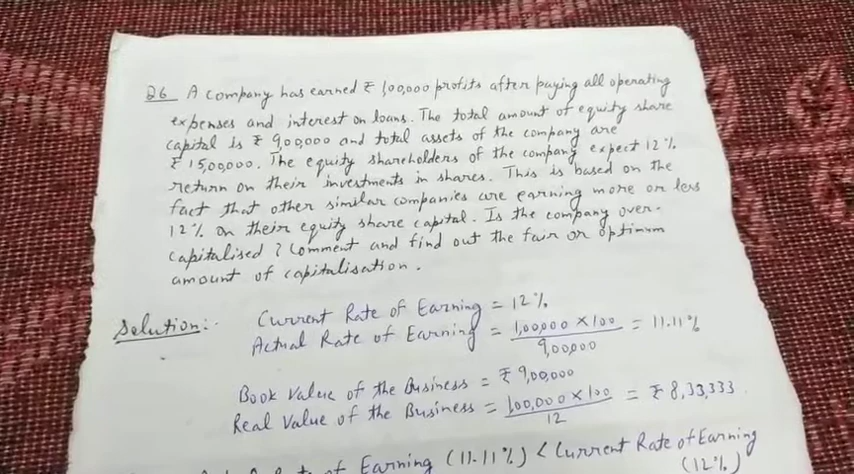 Q6 A company has earned ₹ 1,00,000 profits after paying all operating
expenses and interest on loans. The total amount of equity share
capital is ₹ 9,00,000 and total assets of the company are
₹ 15,00,000. The equity shareholders of the company expect 12%
return on their investments in shares. This is based on the
fact that other similar companies are earning more or less
12% on their equity share capital. Is the company over-
capitalised? Comment and find out the fair or optimum
amount of capitalisation.
Solution:- Current Rate of Earning = 12%
Actual Rate of Earning = 1,00,000 × 100 / 9,00,000 = 11.11%
Book Value of the Business = ₹ 9,00,000
Real Value of the Business = 1,00,000 × 100 / 12 = ₹ 8,33,333
of Earning (11.11%) < Current Rate of Earning
(12%)